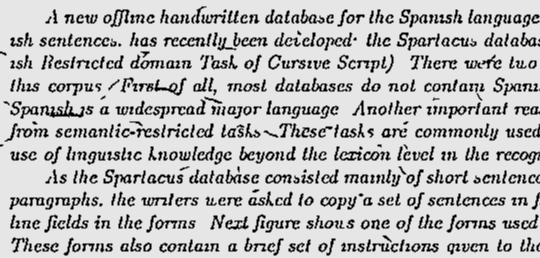 A new offline handwritten database for the Spanish language
ish sentences, has recently been developed: the Spartacus databas
ish Restricted domain Task of Cursive Script) There were two
this corpus First of all, most databases do not contain Spani
Spanish is a widespread major language Another important rea
from semantic-restricted tasks These tasks are commonly used
use of linguistic knowledge beyond the lexicon level in the recog
As the Spartacus database consisted mainly of short sentence
paragraphs, the writers were asked to copy a set of sentences in f
line fields in the forms Next figure shows one of the forms used
These forms also contain a brief set of instructions given to the